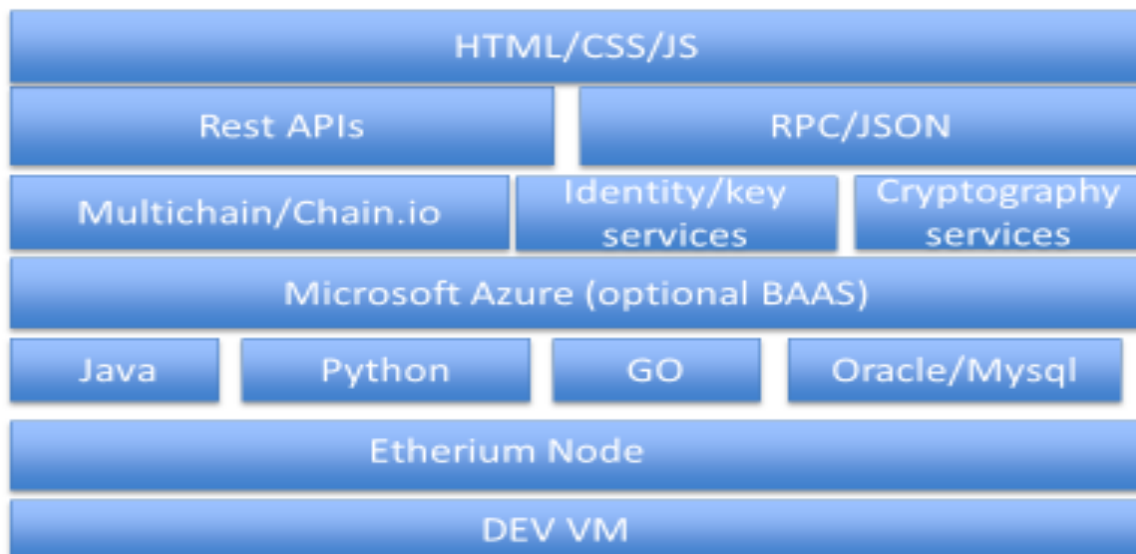 HTML/CSS/JS
Rest APIs
RPC/JSON
Multichain/Chain.io
Identity/key
services
Cryptography
services
Microsoft Azure (optional BAAS)
Java
Python
GO
Oracle/Mysql
Etherium Node
DEV VM